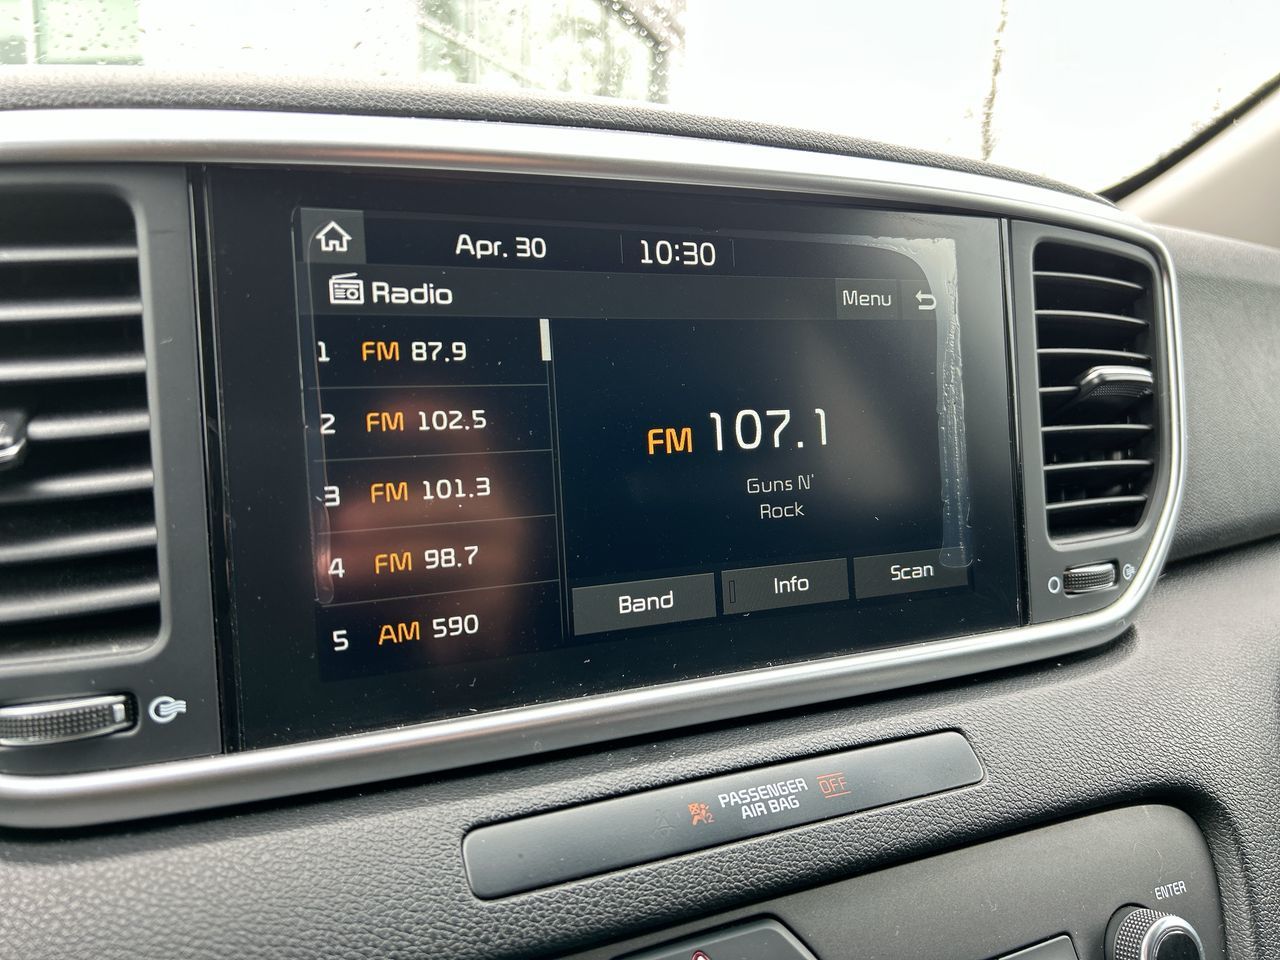 Apr. 30 10:30
Radio Menu
1 FM 87.9
2 FM 102.5
3 FM 101.3
4 FM 98.7
5 AM 590
FM 107.1
Guns N'
Rock
Band Info Scan
PASSENGER OFF
AIR BAG
ENTER